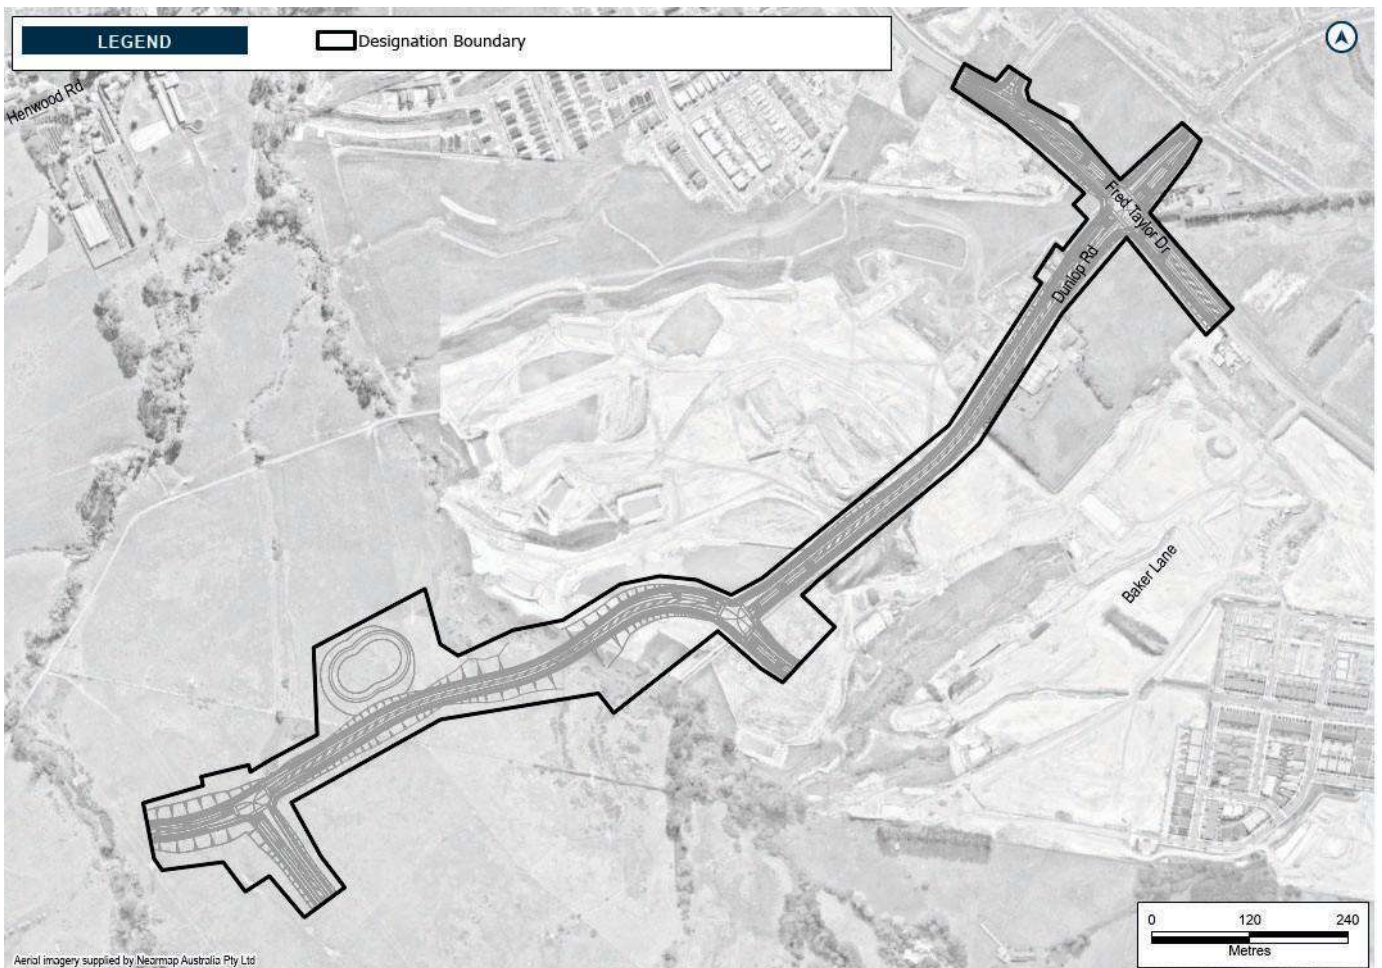 LEGEND
Designation Boundary
Henwood Rd
Fred Taylor Dr
Dunlop Rd
Baker Lane
0 120 240
Metres
Aerial imagery supplied by Nearmap Australia Pty Ltd